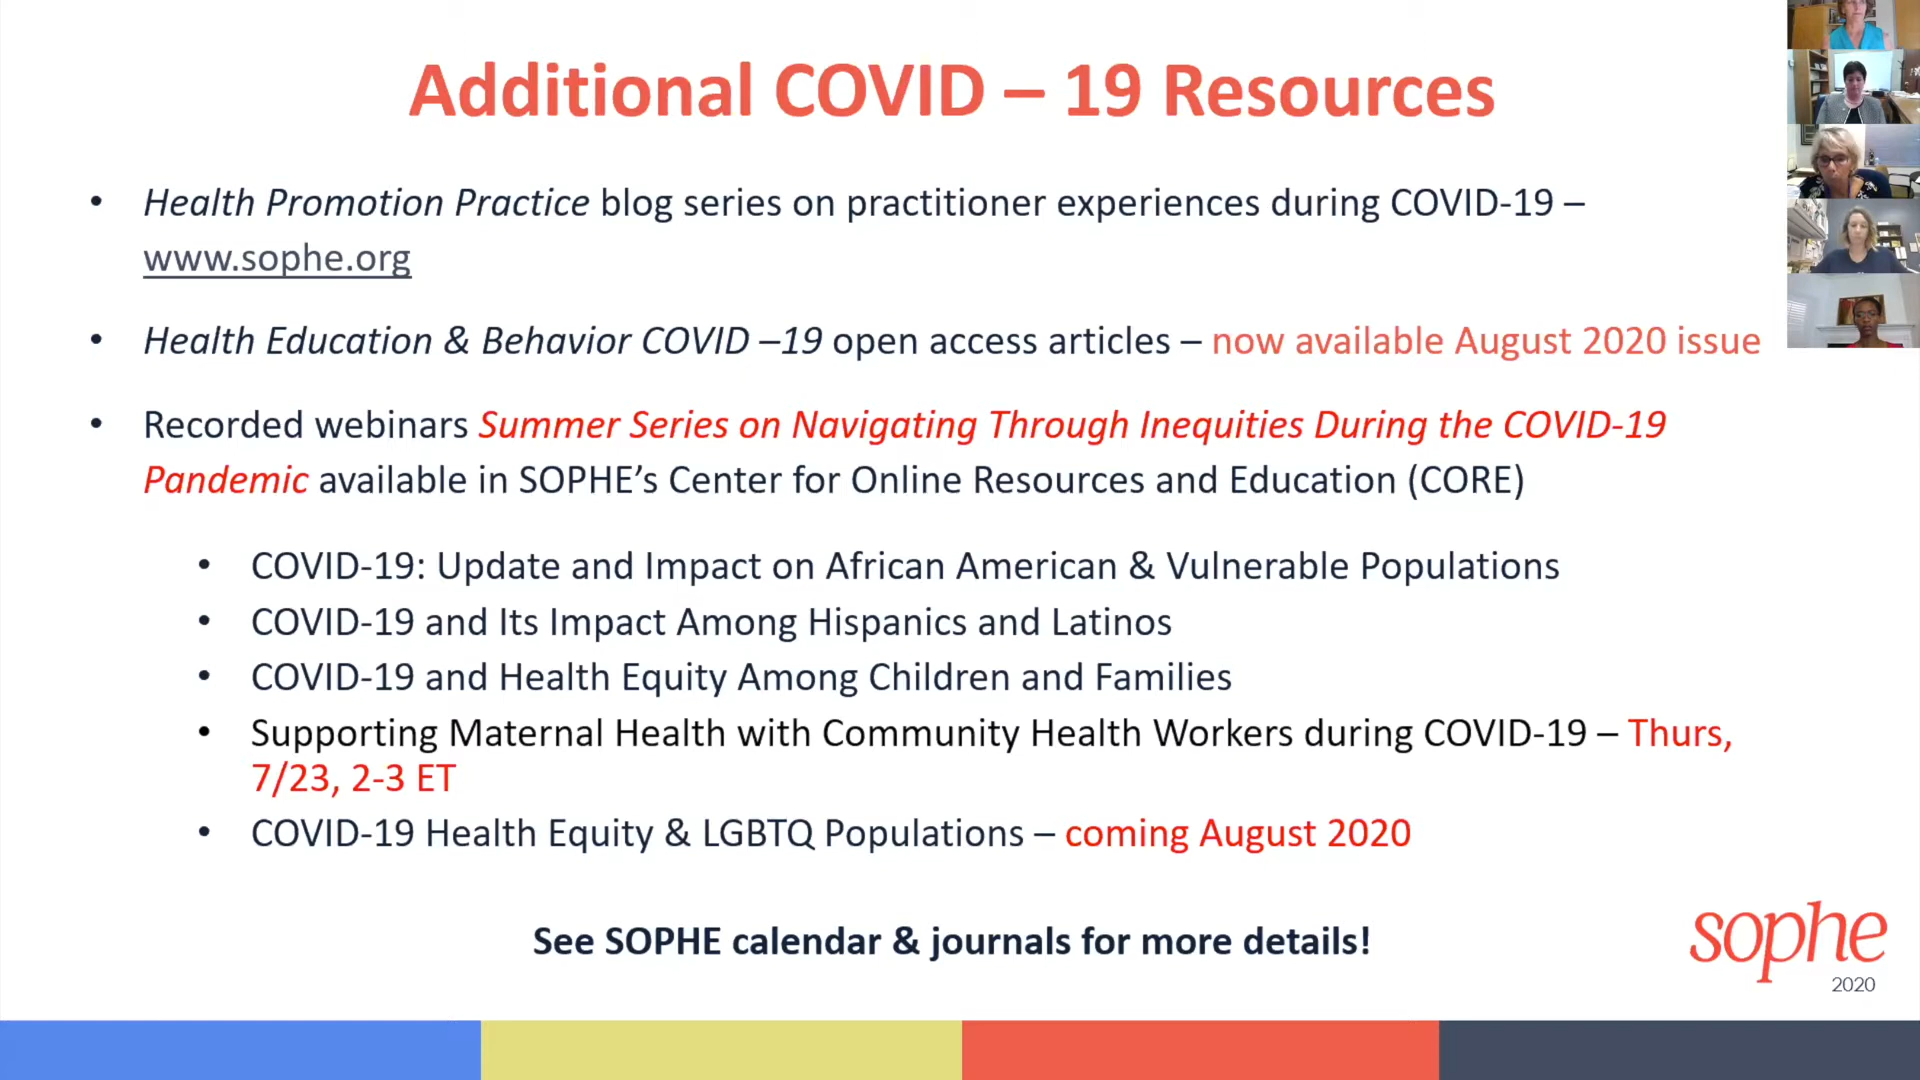 Additional COVID – 19 Resources
• Health Promotion Practice blog series on practitioner experiences during COVID-19 –
www.sophe.org
• Health Education & Behavior COVID –19 open access articles – now available August 2020 issue
• Recorded webinars Summer Series on Navigating Through Inequities During the COVID-19
Pandemic available in SOPHE’s Center for Online Resources and Education (CORE)
• COVID-19: Update and Impact on African American & Vulnerable Populations
• COVID-19 and Its Impact Among Hispanics and Latinos
• COVID-19 and Health Equity Among Children and Families
• Supporting Maternal Health with Community Health Workers during COVID-19 – Thurs,
7/23, 2-3 ET
• COVID-19 Health Equity & LGBTQ Populations – coming August 2020
See SOPHE calendar & journals for more details!
sophe
2020